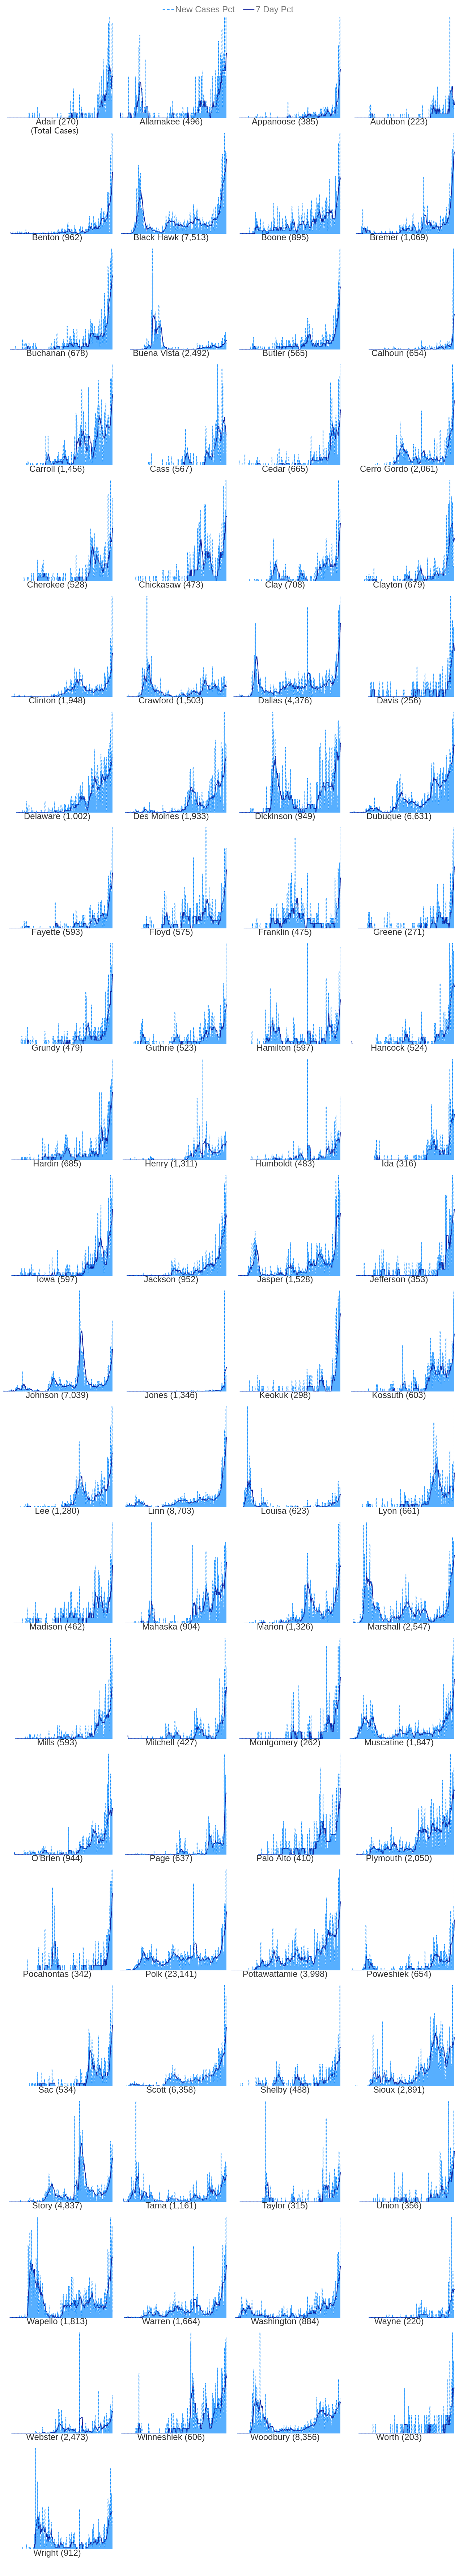 New Cases Pct 7 Day Pct
Adair (270) Allamakee (496) Appanoose (385) Audubon (223)
(Total Cases)
Benton (962) Black Hawk (7,513) Boone (895) Bremer (1,069)
Buchanan (678) Buena Vista (2,492) Butler (565) Calhoun (654)
Carroll (1,456) Cass (567) Cedar (665) Cerro Gordo (2,061)
Cherokee (528) Chickasaw (473) Clay (708) Clayton (679)
Clinton (1,948) Crawford (1,503) Dallas (4,376) Davis (256)
Delaware (1,002) Des Moines (1,933) Dickinson (949) Dubuque (6,631)
Fayette (593) Floyd (575) Franklin (475) Greene (271)
Grundy (479) Guthrie (523) Hamilton (597) Hancock (524)
Hardin (685) Henry (1,311) Humboldt (483) Ida (316)
Iowa (597) Jackson (952) Jasper (1,528) Jefferson (353)
Johnson (7,039) Jones (1,346) Keokuk (298) Kossuth (603)
Lee (1,280) Linn (8,703) Louisa (623) Lyon (661)
Madison (462) Mahaska (904) Marion (1,326) Marshall (2,547)
Mills (593) Mitchell (427) Montgomery (262) Muscatine (1,847)
O'Brien (944) Page (637) Palo Alto (410) Plymouth (2,050)
Pocahontas (342) Polk (23,141) Pottawattamie (3,998) Poweshiek (654)
Sac (534) Scott (6,358) Shelby (488) Sioux (2,891)
Story (4,837) Tama (1,161) Taylor (315) Union (356)
Wapello (1,813) Warren (1,664) Washington (884) Wayne (220)
Webster (2,473) Winneshiek (606) Woodbury (8,356) Worth (203)
Wright (912)